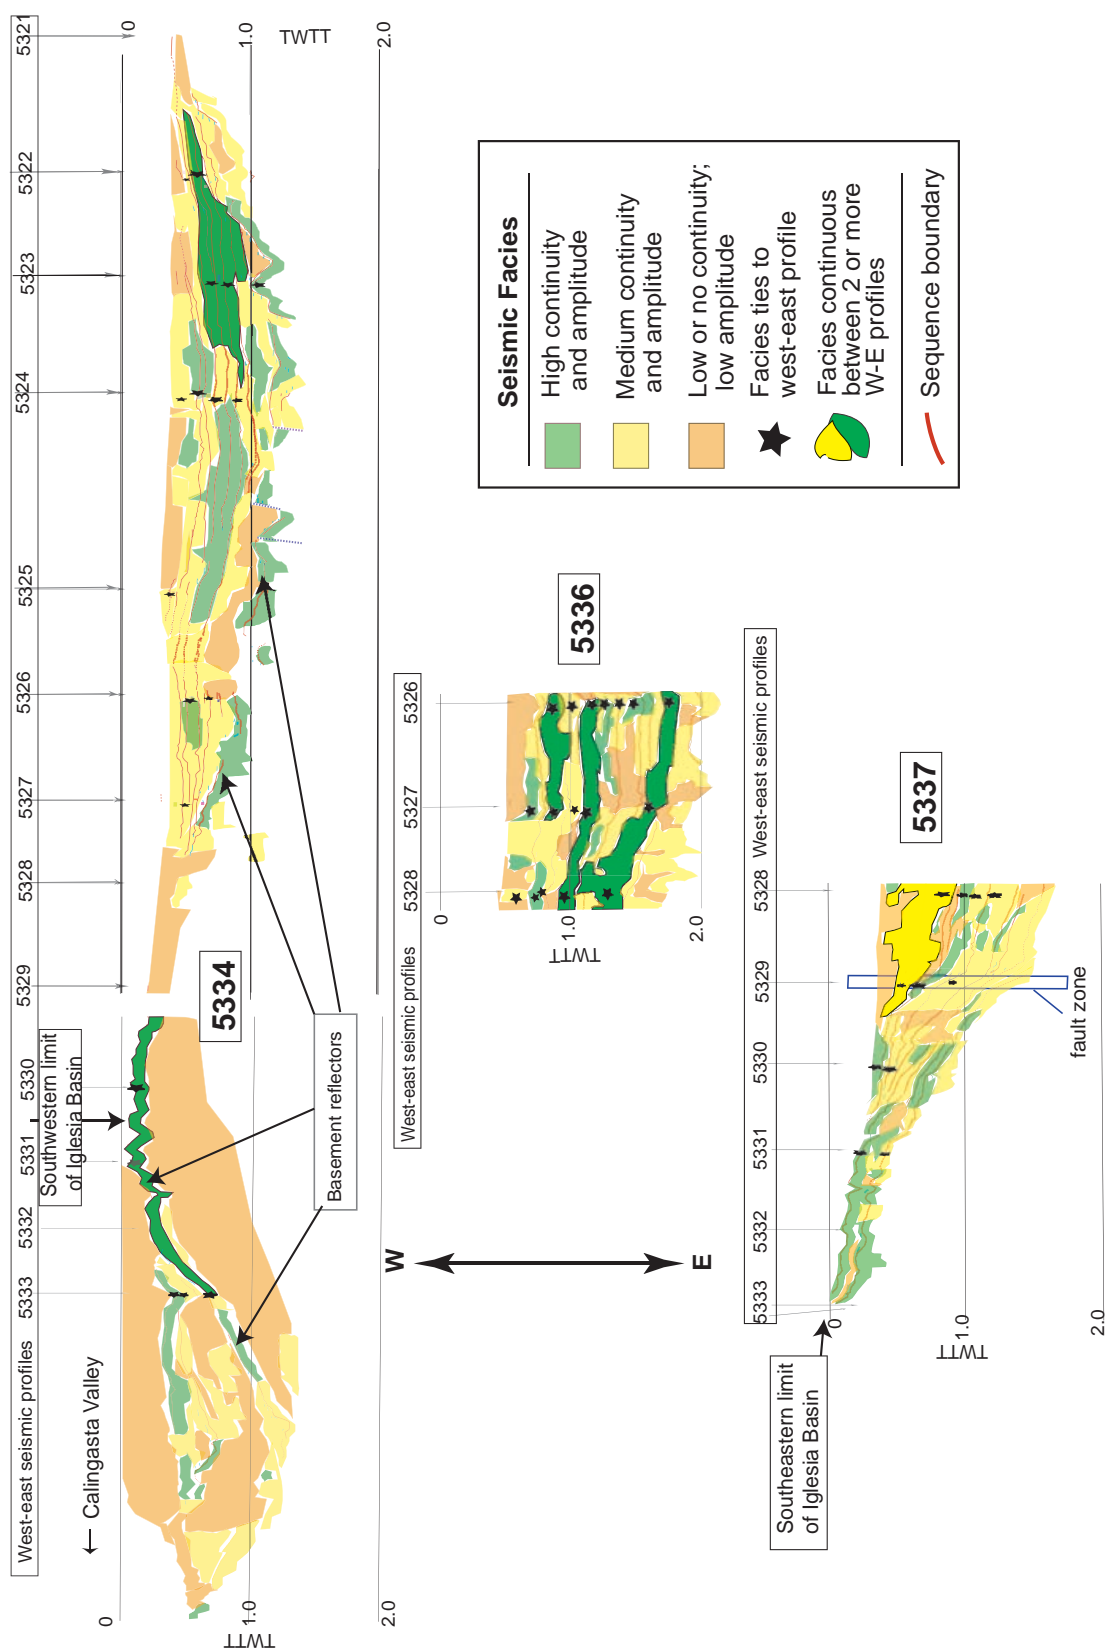 West-east seismic profiles
5333
5332
5331
5330
5329
5328
5327
5326
5325
5324
5323
5322
5321
← Calingasta Valley
Southwestern limit
of Iglesia Basin
0
1.0
2.0
TWTT
0
1.0
2.0
TWTT
5334
Basement reflectors
West-east seismic profiles
5328
5327
5326
0
1.0
2.0
TWTT
5336
W
E
Seismic Facies
High continuity
and amplitude
Medium continuity
and amplitude
Low or no continuity;
low amplitude
Facies ties to
west-east profile
Facies continuous
between 2 or more
W-E profiles
Sequence boundary
West-east seismic profiles
5333
5332
5331
5330
5329
5328
0
1.0
2.0
TWTT
5337
fault zone
Southeastern limit
of Iglesia Basin